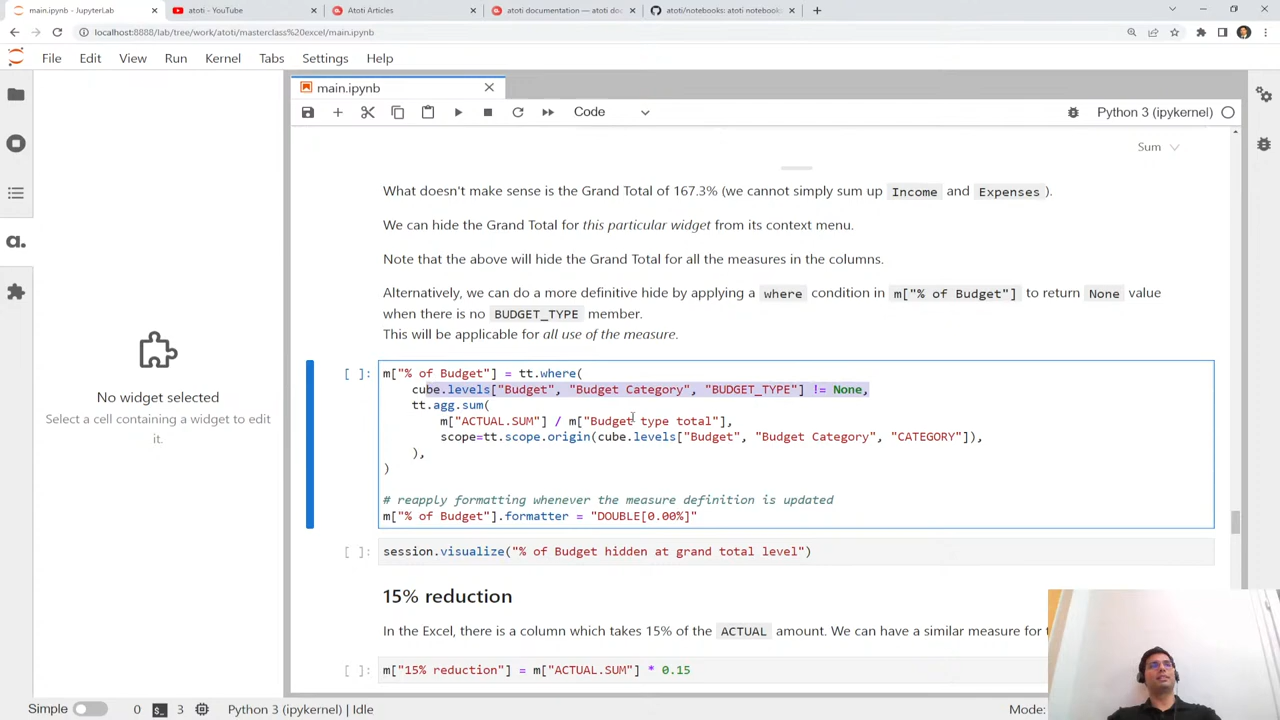 main.ipynb - JupyterLab
atoti - YouTube
Atoti Articles
atoti documentation — atoti doc
atoti/notebooks: atoti notebooks
localhost:8888/lab/tree/work/atoti/masterclass%20excel/main.ipynb
File Edit View Run Kernel Tabs Settings Help
main.ipynb
Code
Python 3 (ipykernel)
Sum
What doesn't make sense is the Grand Total of 167.3% (we cannot simply sum up Income and Expenses ).
We can hide the Grand Total for this particular widget from its context menu.
Note that the above will hide the Grand Total for all the measures in the columns.
Alternatively, we can do a more definitive hide by applying a where condition in m["% of Budget"] to return None value
when there is no BUDGET_TYPE member.
This will be applicable for all use of the measure.
a.
No widget selected
Select a cell containing a widget to edit
it.
[ ]: m["% of Budget"] = tt.where(
cube.levels["Budget", "Budget Category", "BUDGET_TYPE"] != None,
tt.agg.sum(
m["ACTUAL.SUM"] / m["Budget type total"],
scope=tt.scope.origin(cube.levels["Budget", "Budget Category", "CATEGORY"]),
),
)
# reapply formatting whenever the measure definition is updated
m["% of Budget"].formatter = "DOUBLE[0.00%]"
[ ]: session.visualize("% of Budget hidden at grand total level")
15% reduction
In the Excel, there is a column which takes 15% of the ACTUAL amount. We can have a similar measure for
[ ]: m["15% reduction"] = m["ACTUAL.SUM"] * 0.15
Simple 0 3 Python 3 (ipykernel) | Idle
Mode: